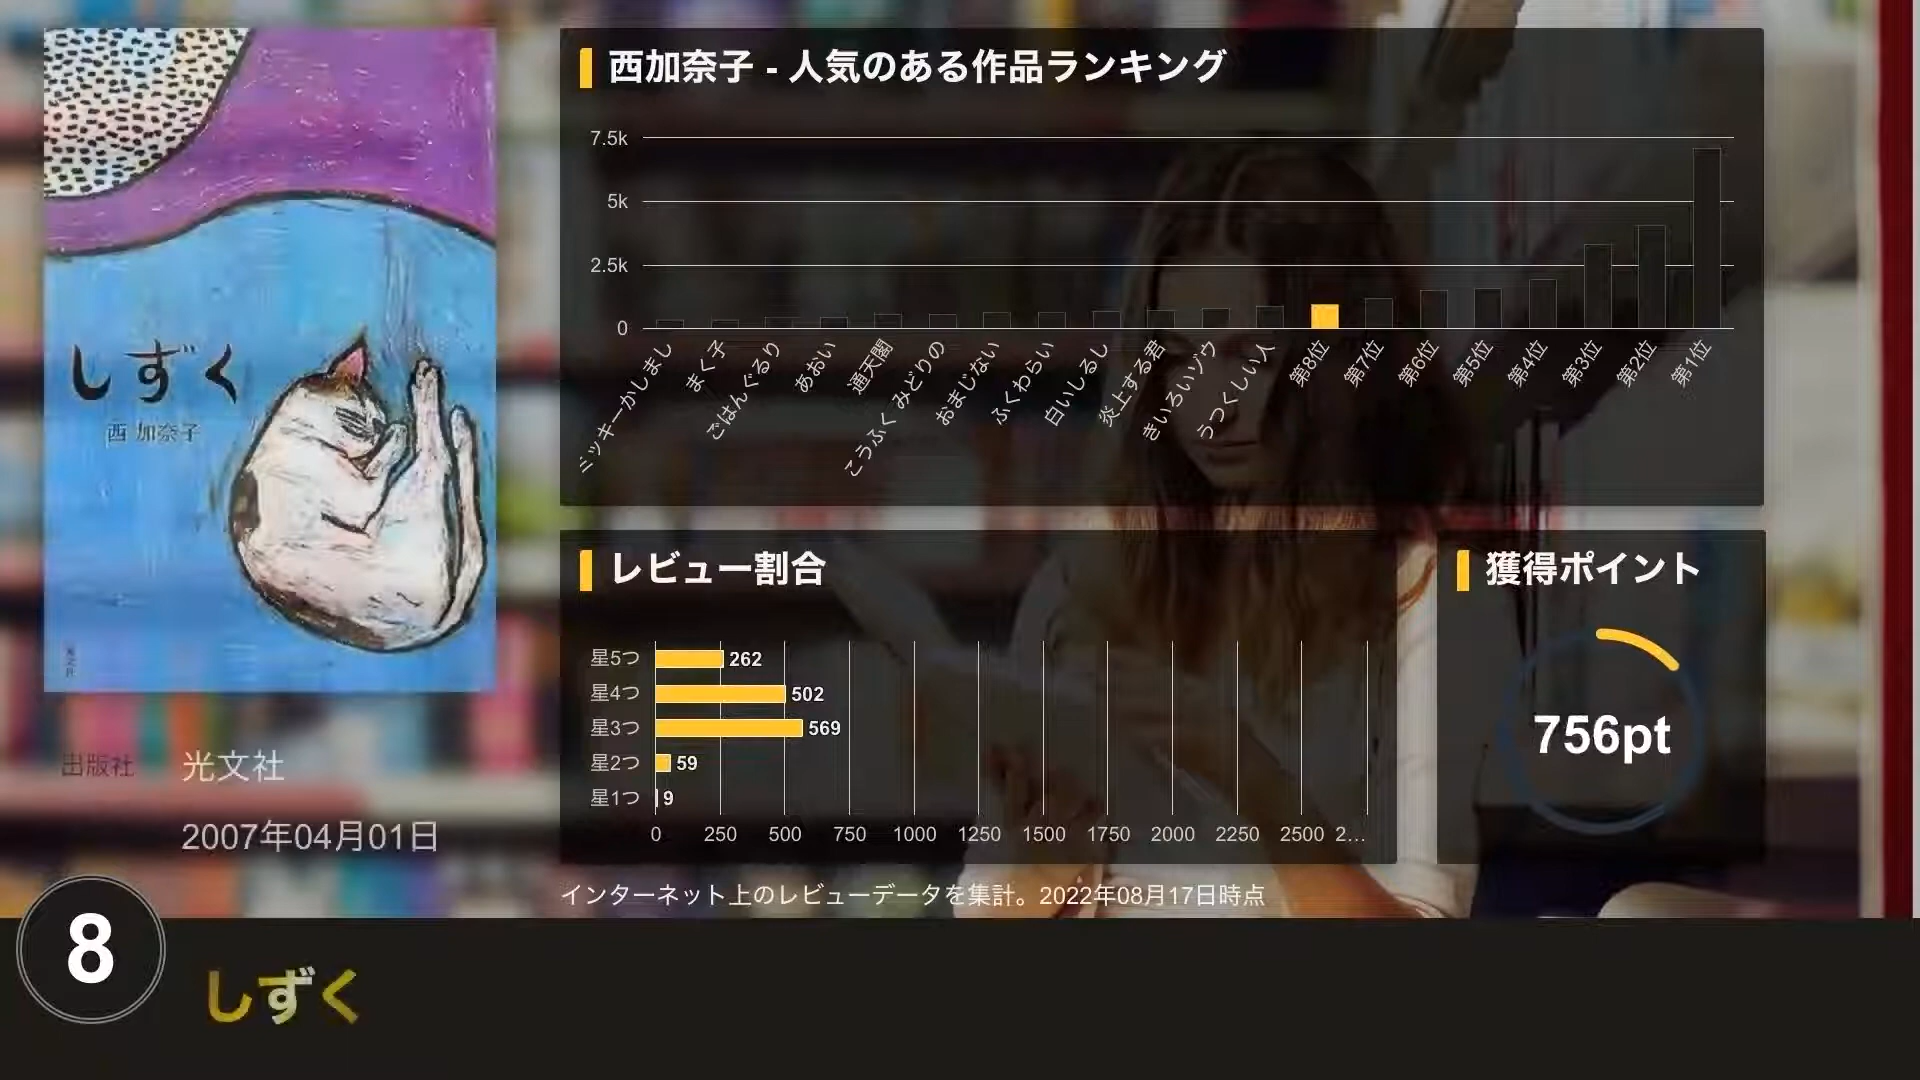 しずく
西 加奈子
出版社 光文社
2007年04月01日
西加奈子 - 人気のある作品ランキング
7.5k
5k
2.5k
0
ミッキーかしまし
まく子
ごはんぐるり
あおい
通天閣
こうふく みどりの
おまじない
ふくわらい
白いしるし
炎上する君
きいろいゾウ
うつくしい人
第8位
第7位
第6位
第5位
第4位
第3位
第2位
第1位
レビュー割合
星5つ 262
星4つ 502
星3つ 569
星2つ 59
星1つ 9
0 250 500 750 1000 1250 1500 1750 2000 2250 2500 2...
獲得ポイント
756pt
インターネット上のレビューデータを集計。2022年08月17日時点
8
しずく